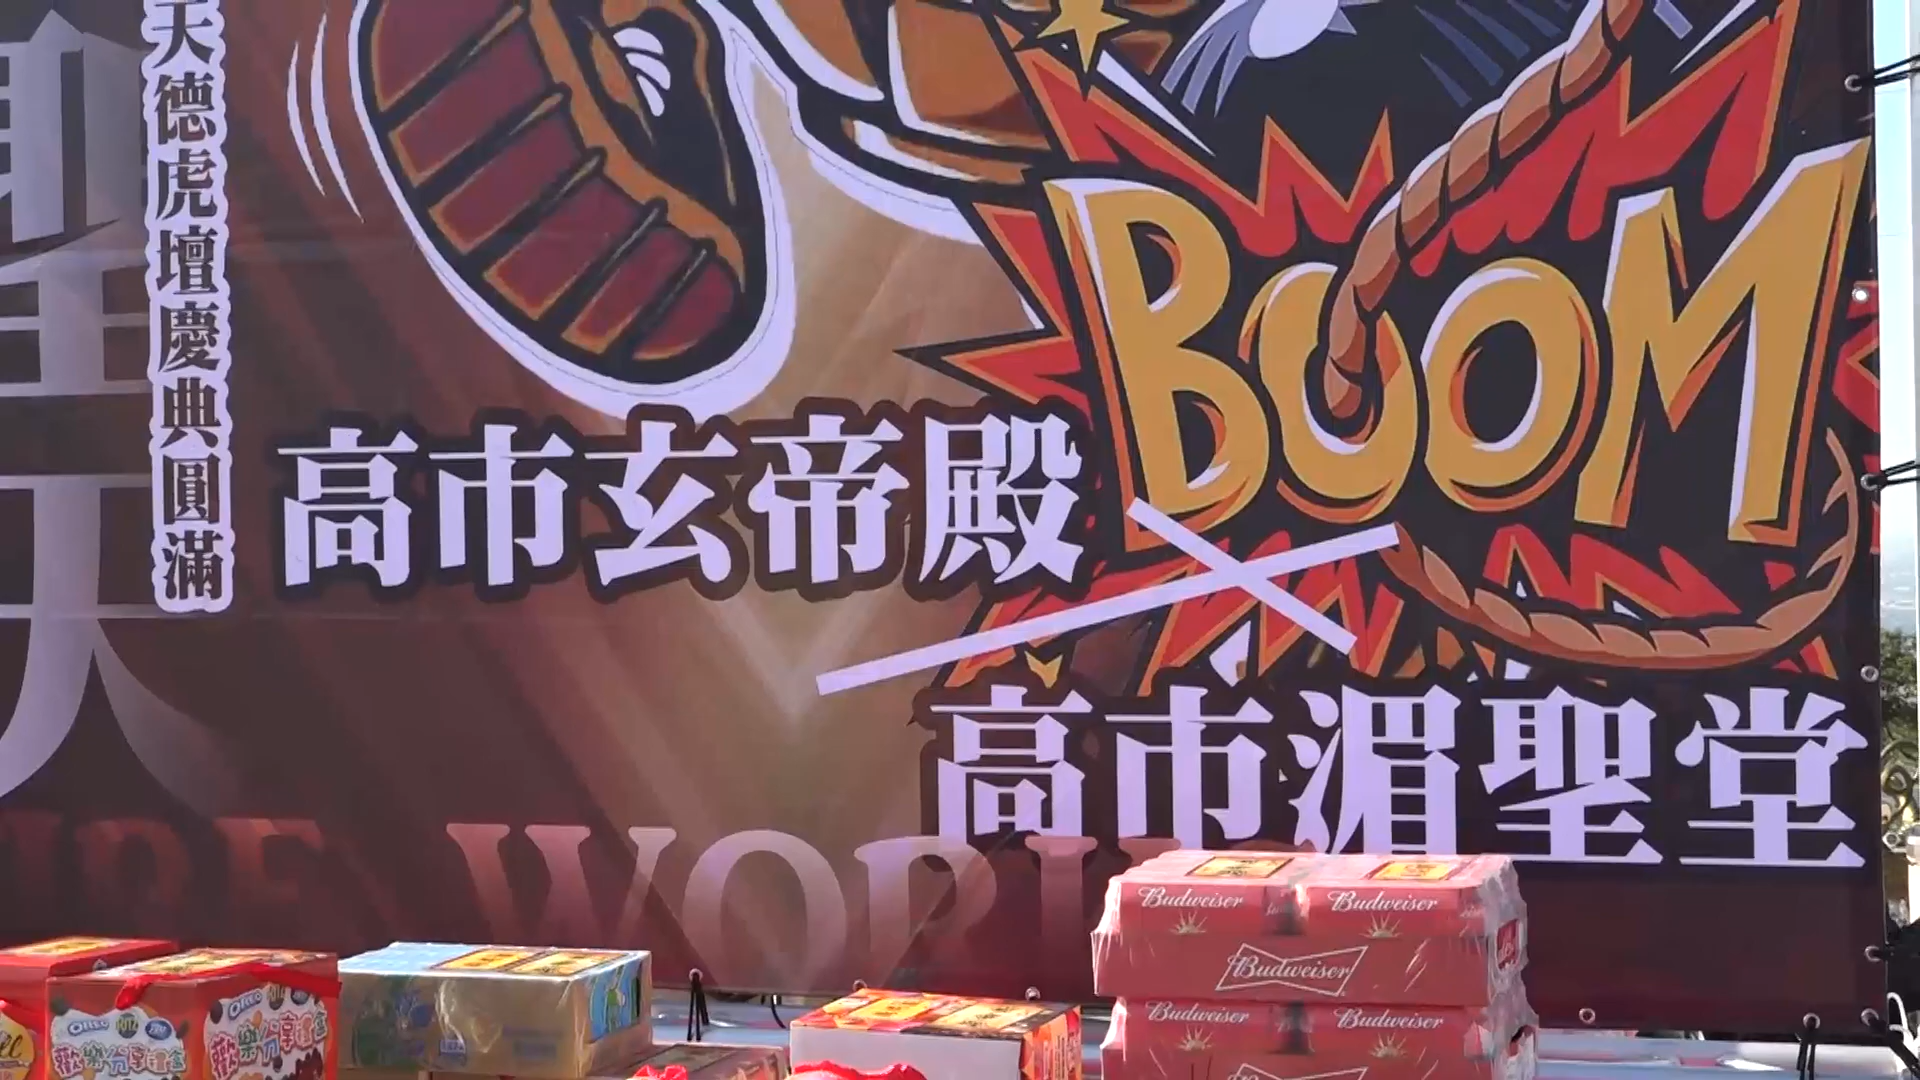 天德虎壇慶典圓滿
BOOM
高市玄帝殿
高市湄聖堂
WOR
Budweiser
Budweiser
Budweiser
Budweiser
Budweiser
OREO
RITZ
歡樂分享禮盒
OREO
歡樂分享禮盒